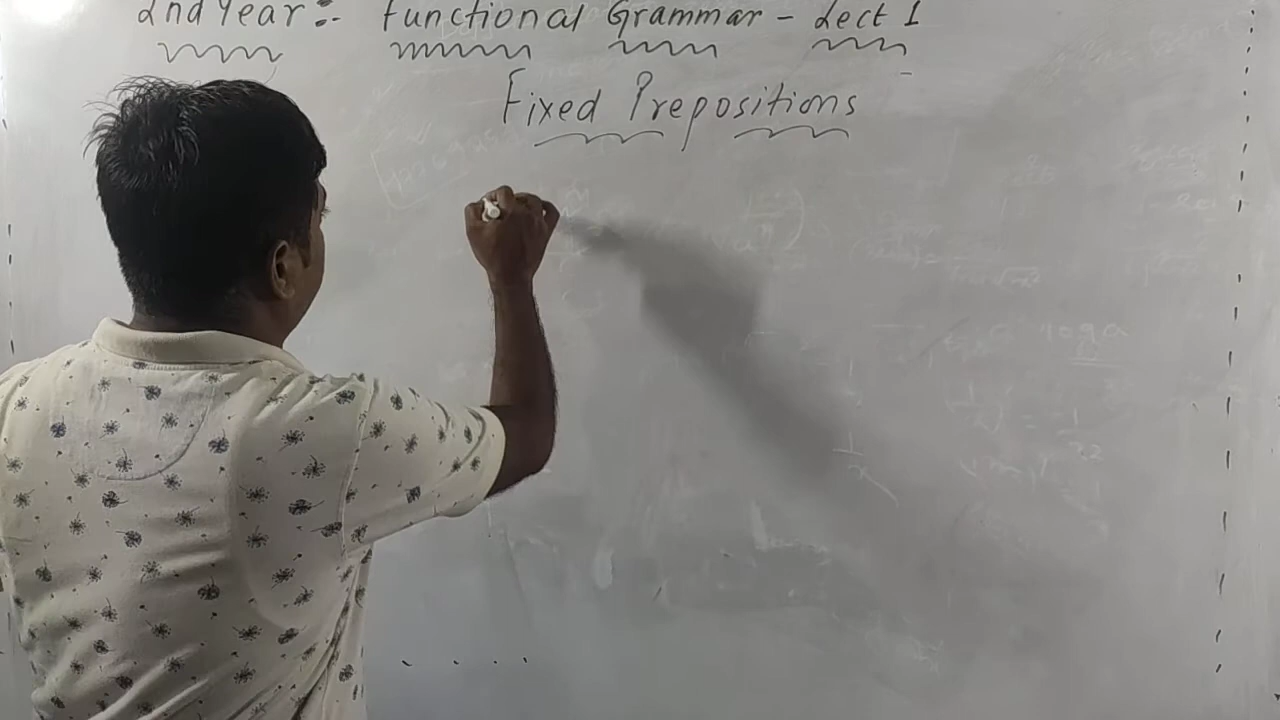 2nd Year :- Functional Grammar - Lect 1
Fixed Prepositions